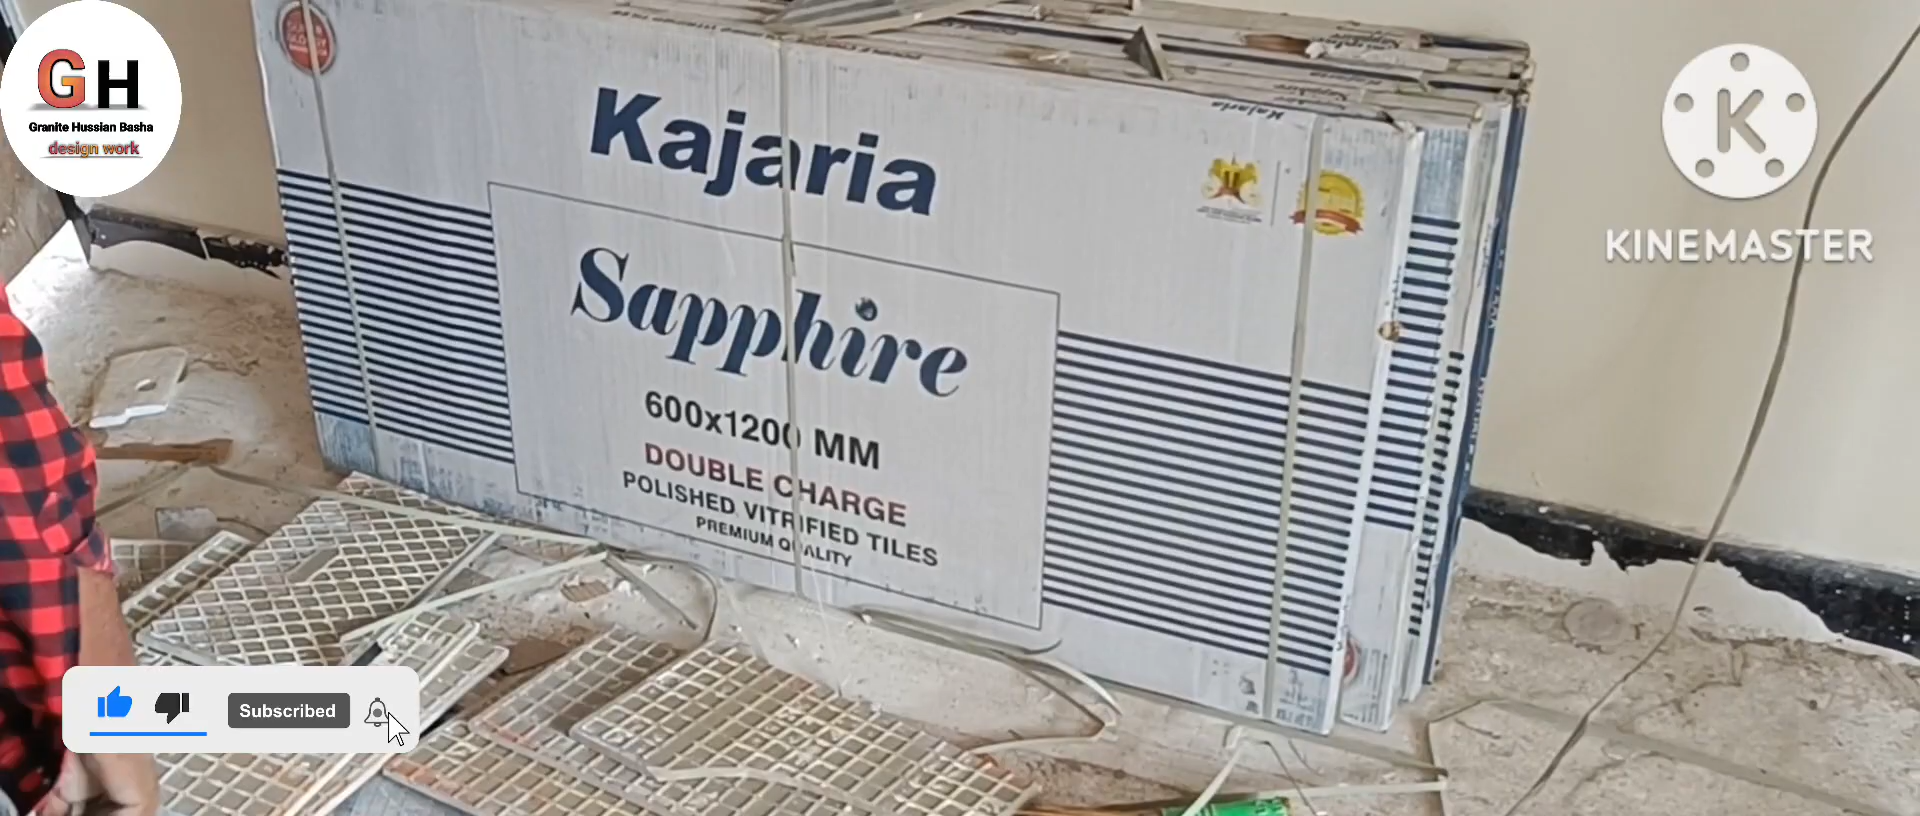 GH
Granite Hussian Basha
design work
Kajaria
Sapphire
600x1200 MM
DOUBLE CHARGE
POLISHED VITRIFIED TILES
PREMIUM QUALITY
Kajaria
K
KINEMASTER
Subscribed